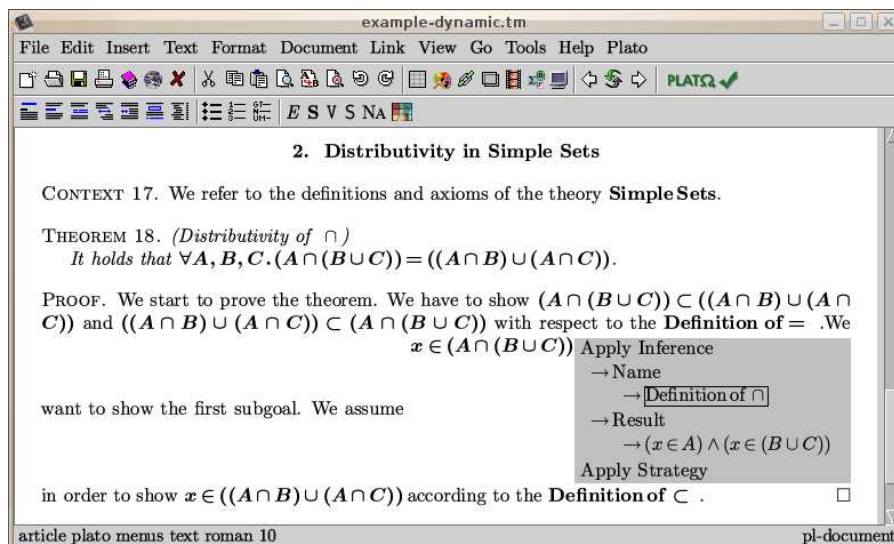 example-dynamic.tm
File Edit Insert Text Format Document Link View Go Tools Help Plato
PLATΩ
E S V S NA
2. Distributivity in Simple Sets
CONTEXT 17. We refer to the definitions and axioms of the theory Simple Sets.
THEOREM 18. (Distributivity of ∩ )
It holds that ∀A, B, C.(A ∩ (B ∪ C)) = ((A ∩ B) ∪ (A ∩ C)).
PROOF. We start to prove the theorem. We have to show (A ∩ (B ∪ C)) ⊂ ((A ∩ B) ∪ (A ∩
C)) and ((A ∩ B) ∪ (A ∩ C)) ⊂ (A ∩ (B ∪ C)) with respect to the Definition of = .We
x ∈ (A ∩ (B ∪ C)) Apply Inference
→ Name
→ Definition of ∩
want to show the first subgoal. We assume
→ Result
→ (x ∈ A) ∧ (x ∈ (B ∪ C))
Apply Strategy
in order to show x ∈ ((A ∩ B) ∪ (A ∩ C)) according to the Definition of ⊂ . □
article plato menus text roman 10 pl-document